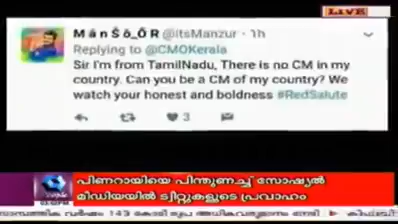 LIVE
M á n Š ô_Ő R @itsManzur · 1h
Replying to @CMOKerala
Sir I'm from TamilNadu, There is no CM in my
country. Can you be a CM of my country? We
watch your honest and boldness #RedSalute
3
പിണറായിയെ പിന്തുണച്ച് സോഷ്യൽ
മീഡിയയിൽ ട്വീറ്റുകളുടെ പ്രവാഹം
വർഷം 143 കോടി രൂപ